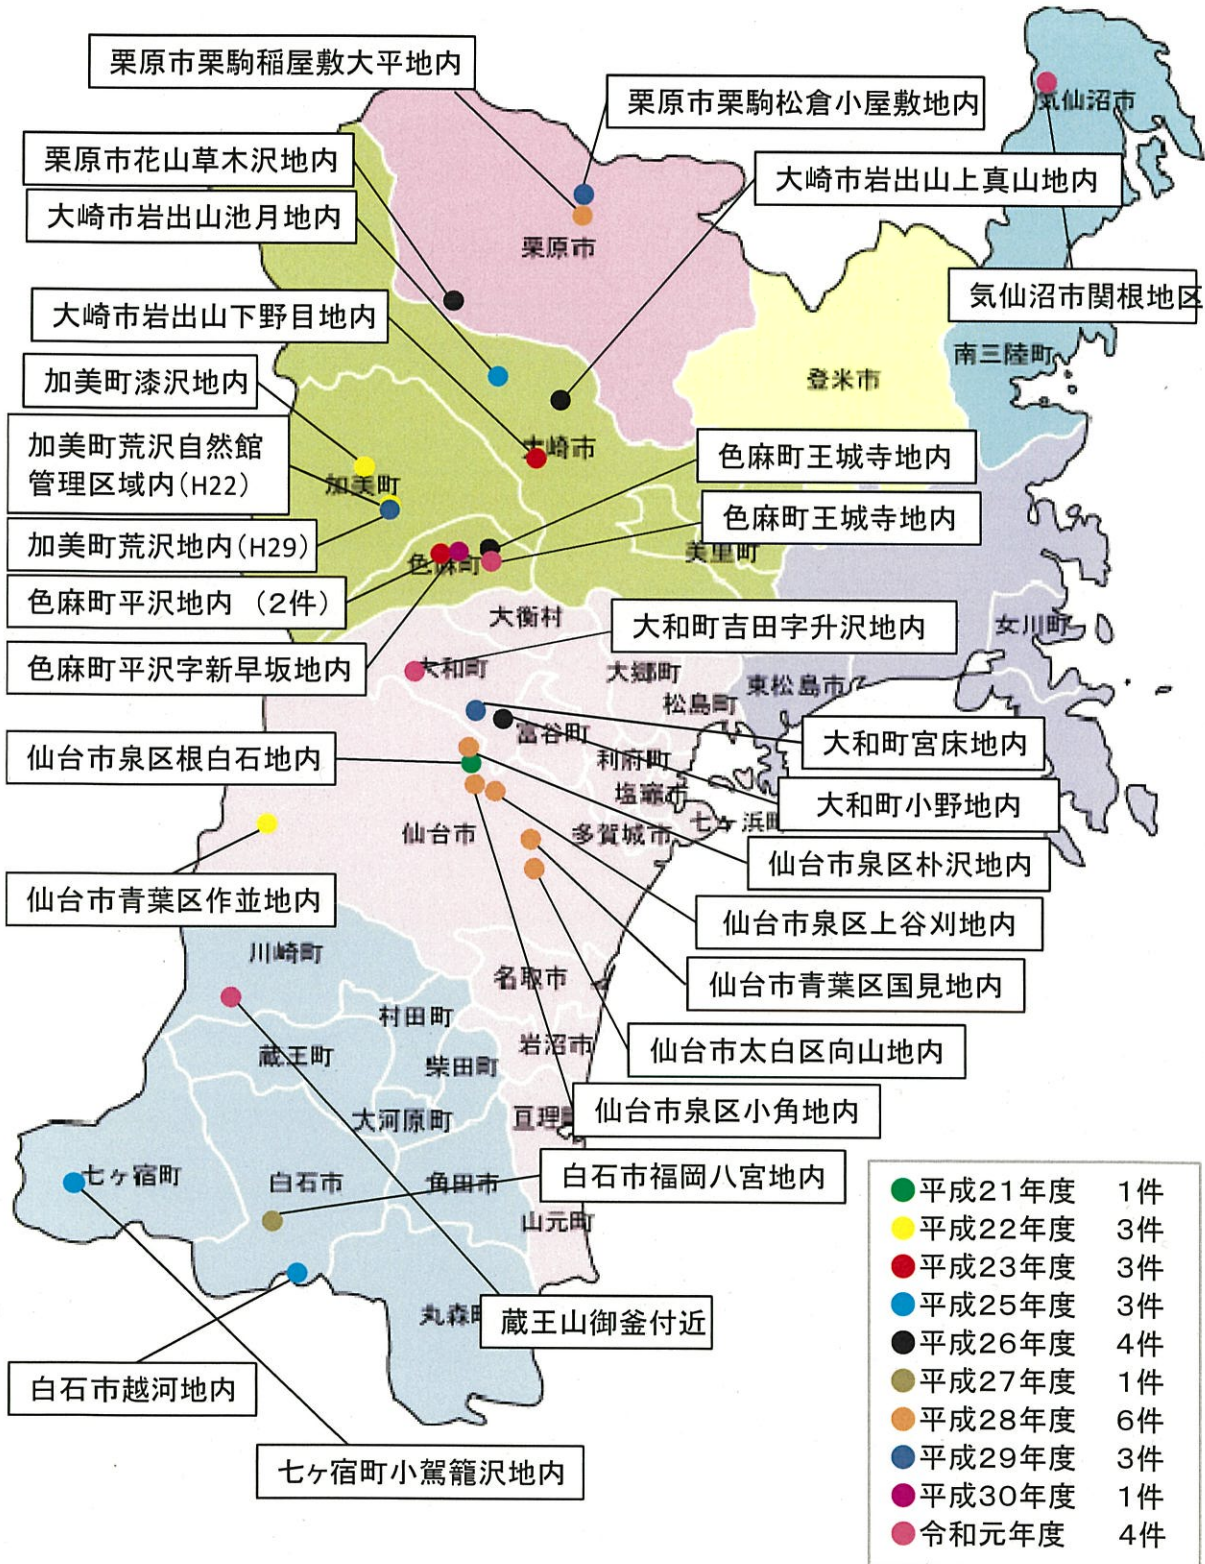 栗原市栗駒稲屋敷大平地内
栗原市栗駒松倉小屋敷地内
気仙沼市
栗原市花山草木沢地内
大崎市岩出山上真山地内
大崎市岩出山池月地内
栗原市
気仙沼市関根地区
大崎市岩出山下野目地内
南三陸町
加美町漆沢地内
登米市
加美町荒沢自然館
管理区域内(H22)
大崎市
色麻町王城寺地内
加美町
色麻町王城寺地内
加美町荒沢地内(H29)
美里町
色麻町
色麻町平沢地内 (2件)
大衡村
大和町吉田字升沢地内
女川町
色麻町平沢字新早坂地内
大和町
大郷町
東松島市
松島町
富谷町
大和町宮床地内
仙台市泉区根白石地内
利府町
塩竈市
大和町小野地内
仙台市
多賀城市
七ヶ浜町
仙台市泉区朴沢地内
仙台市青葉区作並地内
仙台市泉区上谷刈地内
川崎町
名取市
仙台市青葉区国見地内
村田町
岩沼市
仙台市太白区向山地内
蔵王町
柴田町
大河原町
亘理町
仙台市泉区小角地内
七ヶ宿町
白石市
角田市
白石市福岡八宮地内
山元町
丸森町
蔵王山御釜付近
白石市越河地内
七ヶ宿町小駕籠沢地内
平成21年度 1件
平成22年度 3件
平成23年度 3件
平成25年度 3件
平成26年度 4件
平成27年度 1件
平成28年度 6件
平成29年度 3件
平成30年度 1件
令和元年度 4件